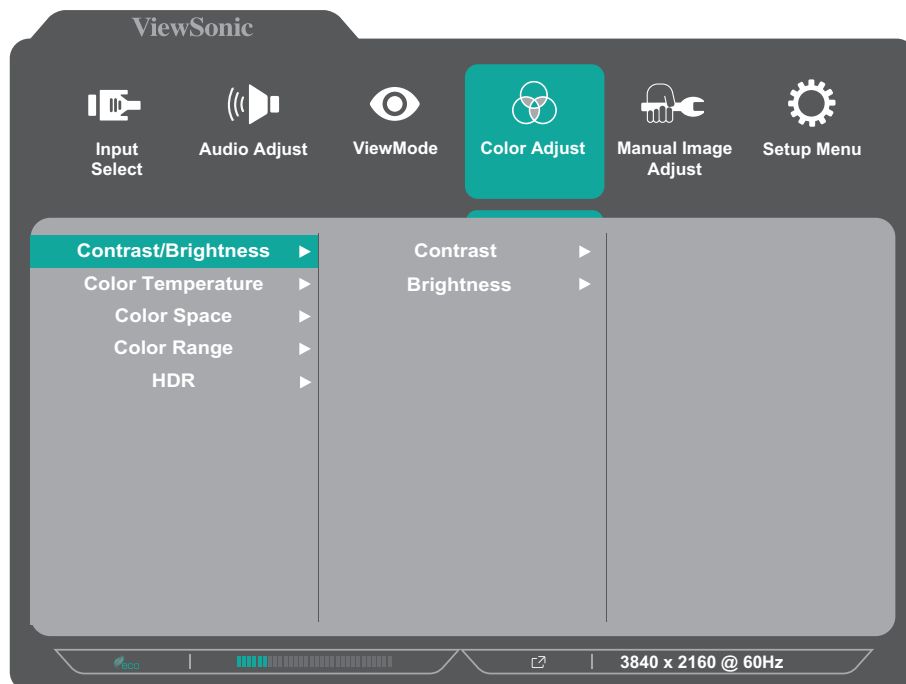 ViewSonic
Input
Select
Audio Adjust
ViewMode
Color Adjust
Manual Image
Adjust
Setup Menu
Contrast/Brightness
Color Temperature
Color Space
Color Range
HDR
Contrast
Brightness
eco
3840 x 2160 @ 60Hz